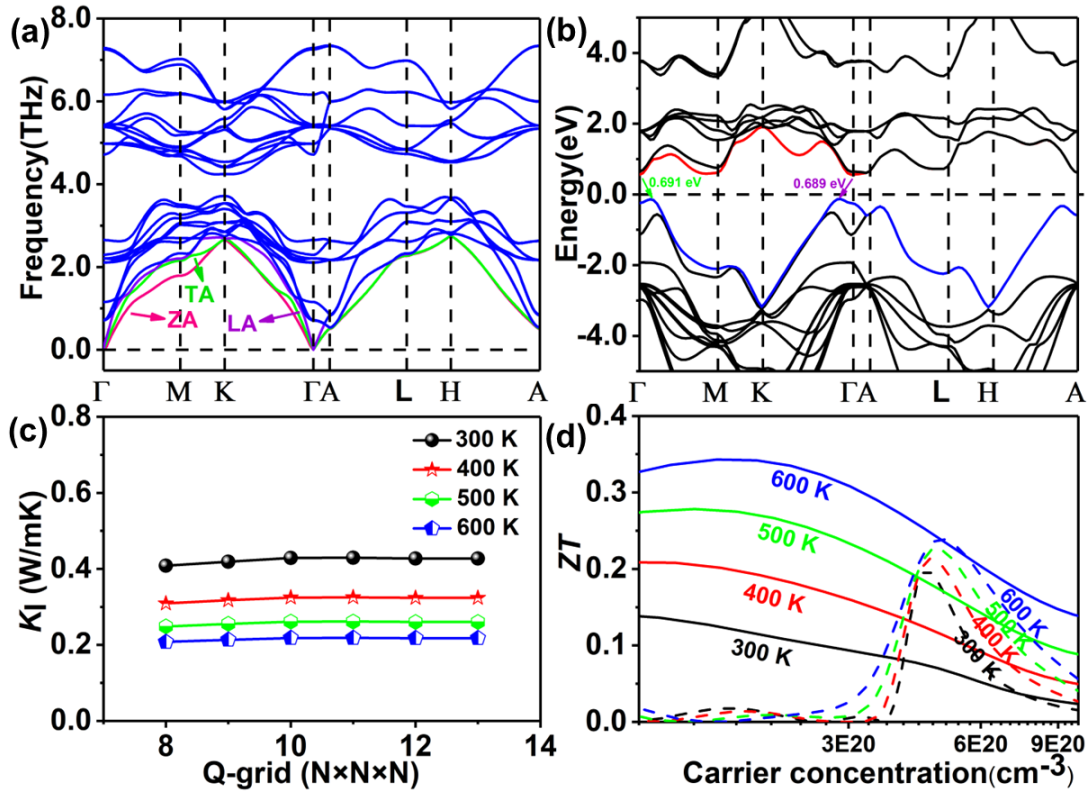 (a)
8.0
6.0
4.0
2.0
0.0
Frequency(THz)
TA
ZA
LA
Γ M K Γ A L H A
(b)
4.0
2.0
0.0
-2.0
-4.0
Energy(eV)
0.691 eV
0.689 eV
Γ M K Γ A L H A
(c)
0.8
0.6
0.4
0.2
0.0
Kl (W/mK)
300 K
400 K
500 K
600 K
8 10 12 14
Q-grid (N×N×N)
(d)
0.4
0.3
0.2
0.1
0.0
ZT
600 K
500 K
400 K
300 K
600 K
500 K
400 K
300 K
3E20 6E20 9E20
Carrier concentration(cm-3)